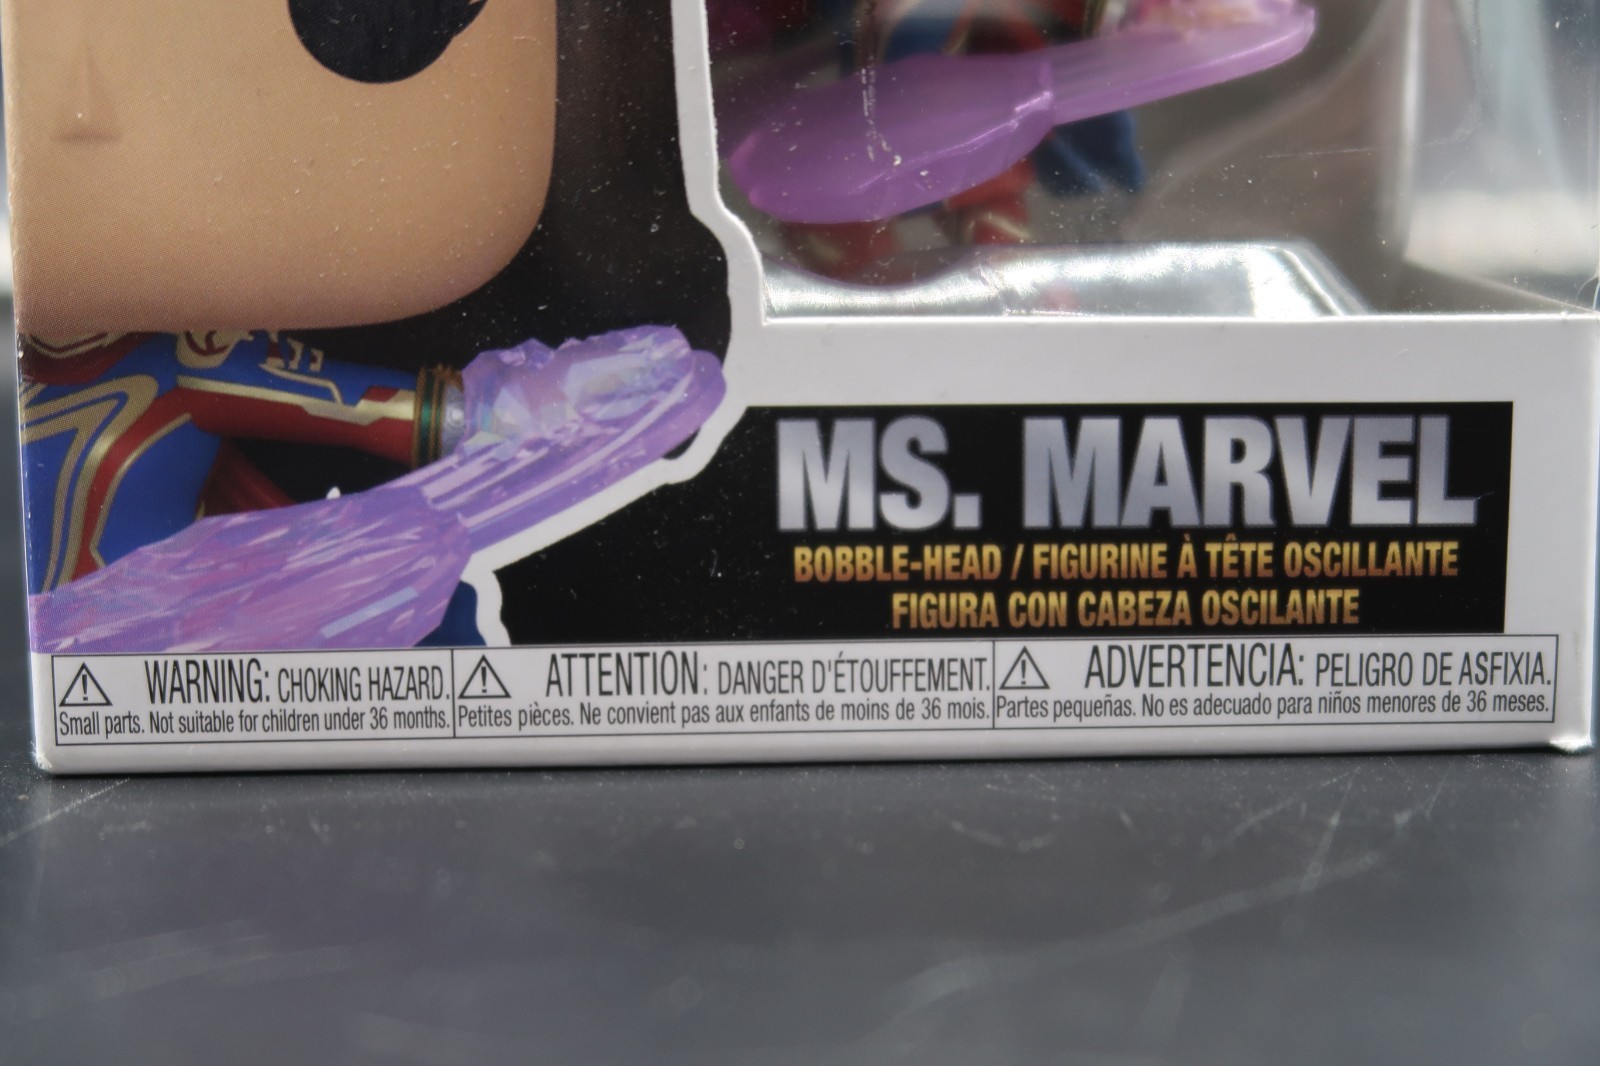 MS. MARVEL
BOBBLE-HEAD / FIGURINE À TÊTE OSCILLANTE
FIGURA CON CABEZA OSCILANTE
WARNING: CHOKING HAZARD.
Small parts. Not suitable for children under 36 months.
ATTENTION: DANGER D'ÉTOUFFEMENT.
Petites pièces. Ne convient pas aux enfants de moins de 36 mois.
ADVERTENCIA: PELIGRO DE ASFIXIA.
Partes pequeñas. No es adecuado para niños menores de 36 meses.